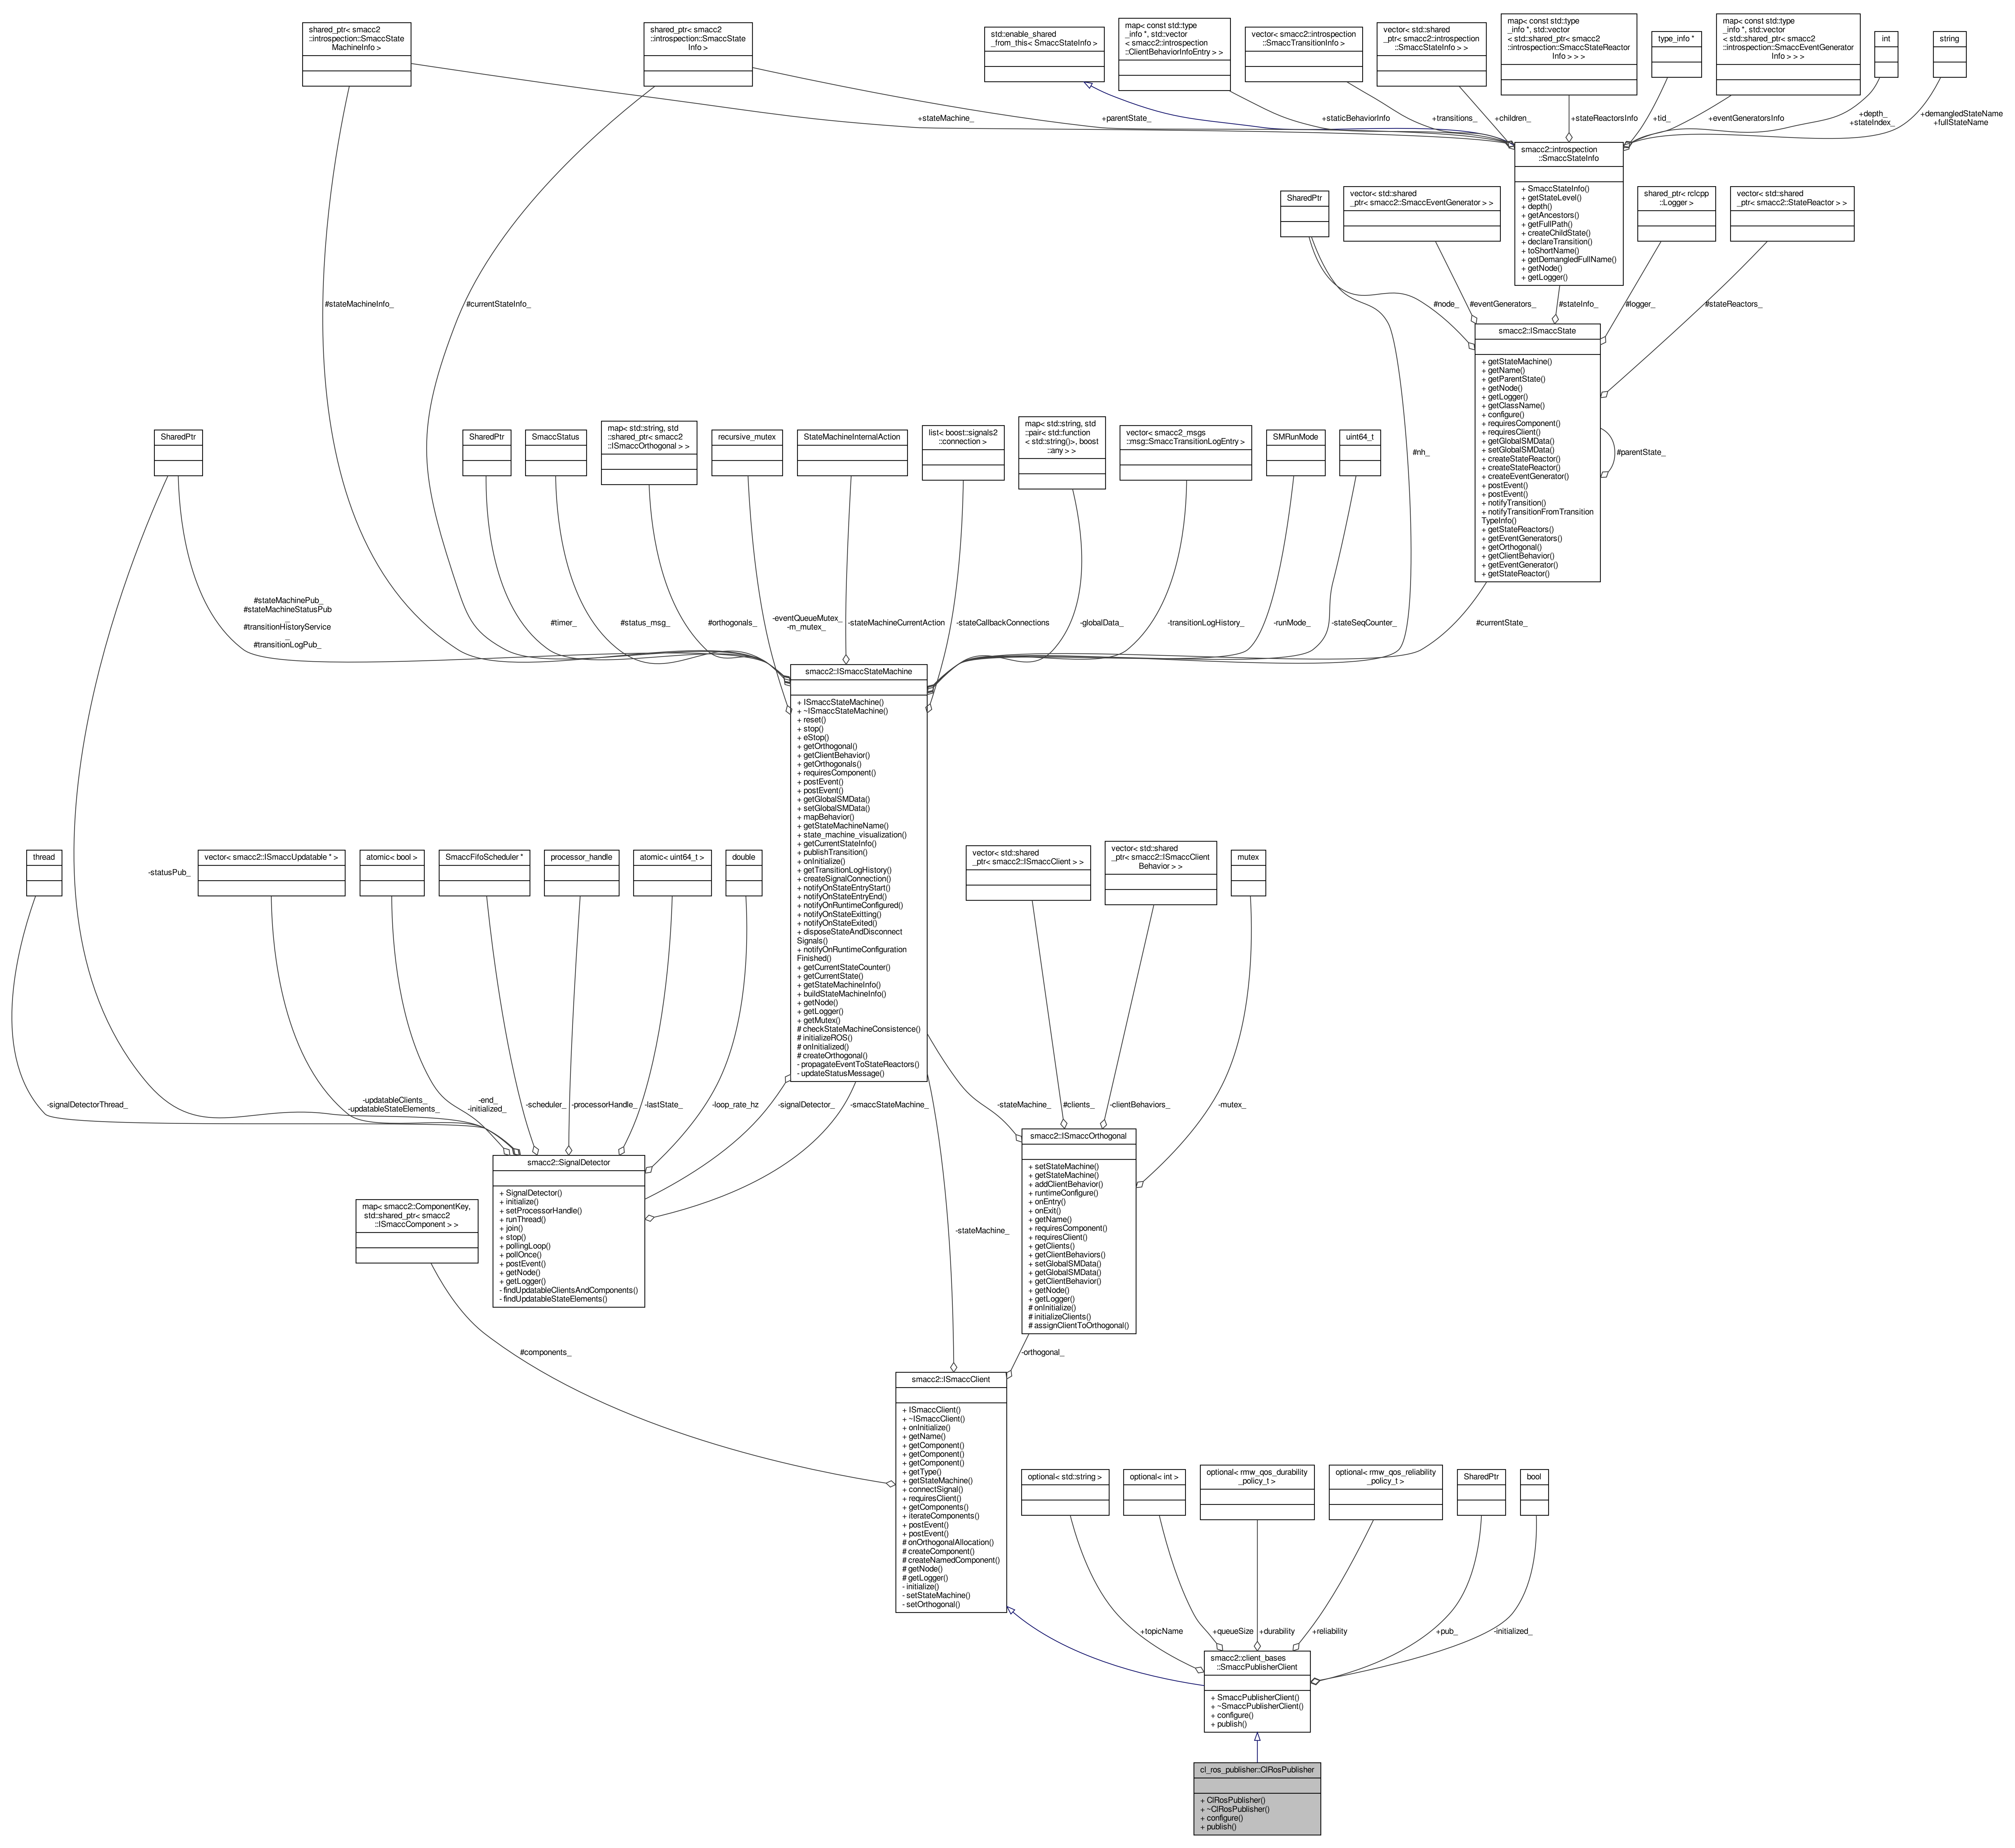 shared_ptr< smacc2
::introspection::SmaccState
MachineInfo >
shared_ptr< smacc2
::introspection::SmaccState
Info >
std::enable_shared
_from_this< SmaccStateInfo >
map< const std::type
_info *, std::vector
< smacc2::introspection
::ClientBehaviorInfoEntry > >
vector< smacc2::introspection
::SmaccTransitionInfo >
vector< std::shared
_ptr< smacc2::introspection
::SmaccStateInfo > >
map< const std::type
_info *, std::vector
< std::shared_ptr< smacc2
::introspection::SmaccStateReactor
Info > > >
type_info *
map< const std::type
_info *, std::vector
< std::shared_ptr< smacc2
::introspection::SmaccEventGenerator
Info > > >
int
string
+stateMachine_
+parentState_
+staticBehaviorInfo
+transitions_
+children_
+stateReactorsInfo
+tid_
+eventGeneratorsInfo
+depth_
+stateIndex_
+demangledStateName
+fullStateName
smacc2::introspection
::SmaccStateInfo
+ SmaccStateInfo()
+ getStateLevel()
+ depth()
+ getAncestors()
+ getFullPath()
+ createChildState()
+ declareTransition()
+ toShortName()
+ getDemangledFullName()
+ getNode()
+ getLogger()
SharedPtr
vector< std::shared
_ptr< smacc2::SmaccEventGenerator > >
shared_ptr< rclcpp
::Logger >
vector< std::shared
_ptr< smacc2::StateReactor > >
#stateMachineInfo_
#currentStateInfo_
#node_
#eventGenerators_
#stateInfo_
#logger_
#stateReactors_
smacc2::ISmaccState
+ getStateMachine()
+ getName()
+ getParentState()
+ getNode()
+ getLogger()
+ getClassName()
+ configure()
+ requiresComponent()
+ requiresClient()
+ getGlobalSMData()
+ setGlobalSMData()
+ createStateReactor()
+ createStateReactor()
+ createEventGenerator()
+ postEvent()
+ postEvent()
+ notifyTransition()
+ notifyTransitionFromTransition
TypeInfo()
+ getStateReactors()
+ getEventGenerators()
+ getOrthogonal()
+ getClientBehavior()
+ getEventGenerator()
+ getStateReactor()
#parentState_
#nh_
SharedPtr
SharedPtr
SmaccStatus
map< std::string, std
::shared_ptr< smacc2
::ISmaccOrthogonal > >
recursive_mutex
StateMachineInternalAction
list< boost::signals2
::connection >
map< std::string, std
::pair< std::function
< std::string()>, boost
::any > >
vector< smacc2_msgs
::msg::SmaccTransitionLogEntry >
SMRunMode
uint64_t
#stateMachinePub_
#stateMachineStatusPub
_
#transitionHistoryService
_
#transitionLogPub_
#timer_
#status_msg_
#orthogonals_
-eventQueueMutex_
-m_mutex_
-stateMachineCurrentAction
-stateCallbackConnections
-globalData_
-transitionLogHistory_
-runMode_
-stateSeqCounter_
#currentState_
smacc2::ISmaccStateMachine
+ ISmaccStateMachine()
+ ~ISmaccStateMachine()
+ reset()
+ stop()
+ eStop()
+ getOrthogonal()
+ getClientBehavior()
+ getOrthogonals()
+ requiresComponent()
+ postEvent()
+ postEvent()
+ getGlobalSMData()
+ setGlobalSMData()
+ mapBehavior()
+ getStateMachineName()
+ state_machine_visualization()
+ getCurrentStateInfo()
+ publishTransition()
+ onInitialize()
+ getTransitionLogHistory()
+ createSignalConnection()
+ notifyOnStateEntryStart()
+ notifyOnStateEntryEnd()
+ notifyOnRuntimeConfigured()
+ notifyOnStateExitting()
+ notifyOnStateExited()
+ disposeStateAndDisconnect
Signals()
+ notifyOnRuntimeConfiguration
Finished()
+ getCurrentStateCounter()
+ getCurrentState()
+ getStateMachineInfo()
+ buildStateMachineInfo()
+ getNode()
+ getLogger()
+ getMutex()
# checkStateMachineConsistence()
# initializeROS()
# onInitialized()
# createOrthogonal()
- propagateEventToStateReactors()
- updateStatusMessage()
thread
-statusPub_
vector< smacc2::ISmaccUpdatable * >
atomic< bool >
SmaccFifoScheduler *
processor_handle
atomic< uint64_t >
double
vector< std::shared
_ptr< smacc2::ISmaccClient > >
vector< std::shared
_ptr< smacc2::ISmaccClient
Behavior > >
mutex
-signalDetectorThread_
-updatableClients_
-updatableStateElements_
-end_
-initialized_
-scheduler_
-processorHandle_
-lastState_
-loop_rate_hz
-signalDetector_
-smaccStateMachine_
-stateMachine_
#clients_
-clientBehaviors_
-mutex_
smacc2::SignalDetector
+ SignalDetector()
+ initialize()
+ setProcessorHandle()
+ runThread()
+ join()
+ stop()
+ pollingLoop()
+ pollOnce()
+ postEvent()
+ getNode()
+ getLogger()
- findUpdatableClientsAndComponents()
- findUpdatableStateElements()
smacc2::ISmaccOrthogonal
+ setStateMachine()
+ getStateMachine()
+ addClientBehavior()
+ runtimeConfigure()
+ onEntry()
+ onExit()
+ getName()
+ requiresComponent()
+ requiresClient()
+ getClients()
+ getClientBehaviors()
+ setGlobalSMData()
+ getGlobalSMData()
+ getClientBehavior()
+ getNode()
+ getLogger()
# onInitialize()
# initializeClients()
# assignClientToOrthogonal()
map< smacc2::ComponentKey,
std::shared_ptr< smacc2
::ISmaccComponent > >
-stateMachine_
#components_
-orthogonal_
smacc2::ISmaccClient
+ ISmaccClient()
+ ~ISmaccClient()
+ onInitialize()
+ getName()
+ getComponent()
+ getComponent()
+ getComponent()
+ getType()
+ getStateMachine()
+ connectSignal()
+ requiresClient()
+ getComponents()
+ iterateComponents()
+ postEvent()
+ postEvent()
# onOrthogonalAllocation()
# createComponent()
# createNamedComponent()
# getNode()
# getLogger()
- initialize()
- setStateMachine()
- setOrthogonal()
optional< std::string >
optional< int >
optional< rmw_qos_durability
_policy_t >
optional< rmw_qos_reliability
_policy_t >
SharedPtr
bool
+topicName
+queueSize
+durability
+reliability
+pub_
-initialized_
smacc2::client_bases
::SmaccPublisherClient
+ SmaccPublisherClient()
+ ~SmaccPublisherClient()
+ configure()
+ publish()
cl_ros_publisher::ClRosPublisher
+ ClRosPublisher()
+ ~ClRosPublisher()
+ configure()
+ publish()